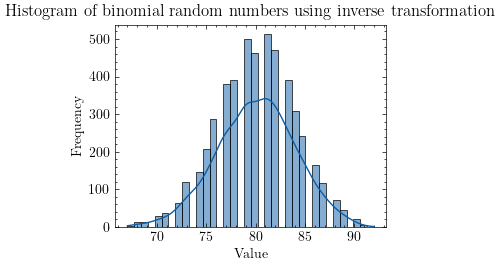 Histogram of binomial random numbers using inverse transformation
500
400
300
200
100
0
Frequency
70 75 80 85 90
Value